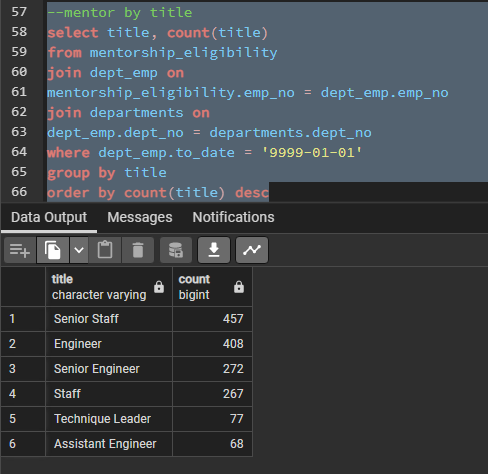 57 --mentor by title
58 select title, count(title)
59 from mentorship_eligibility
60 join dept_emp on
61 mentorship_eligibility.emp_no = dept_emp.emp_no
62 join departments on
63 dept_emp.dept_no = departments.dept_no
64 where dept_emp.to_date = '9999-01-01'
65 group by title
66 order by count(title) desc
Data Output Messages Notifications
title count
character varying bigint
1 Senior Staff 457
2 Engineer 408
3 Senior Engineer 272
4 Staff 267
5 Technique Leader 77
6 Assistant Engineer 68